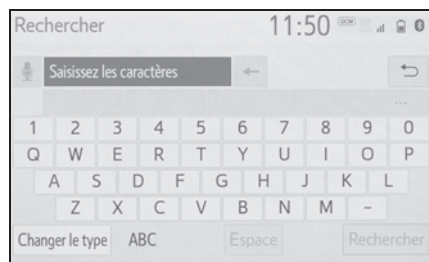 Rechercher 11:50 DCM
Saisissez les caractères
...
1 2 3 4 5 6 7 8 9 0
Q W E R T Y U I O P
A S D F G H J K L
Z X C V B N M -
Changer le type ABC Espace Rechercher